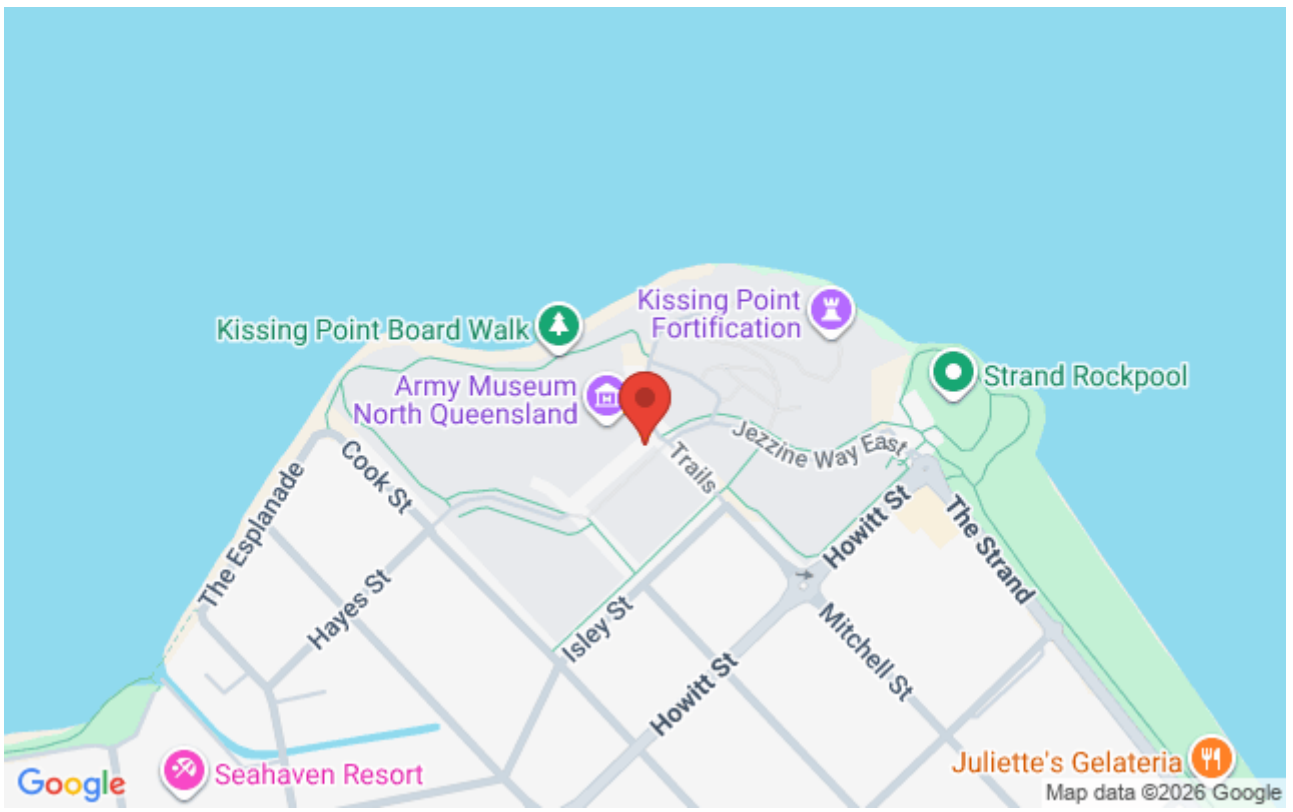 Kissing Point
Fortification
Kissing Point Board Walk
Strand Rockpool
Army Museum
North Queensland
Jezzine Way East
Trails
Cook St
The Esplanade
Howitt St
The Strand
Hayes St
Isley St
Mitchell St
Howitt St
Juliette's Gelateria
Seahaven Resort
Google
Map data ©2026 Google